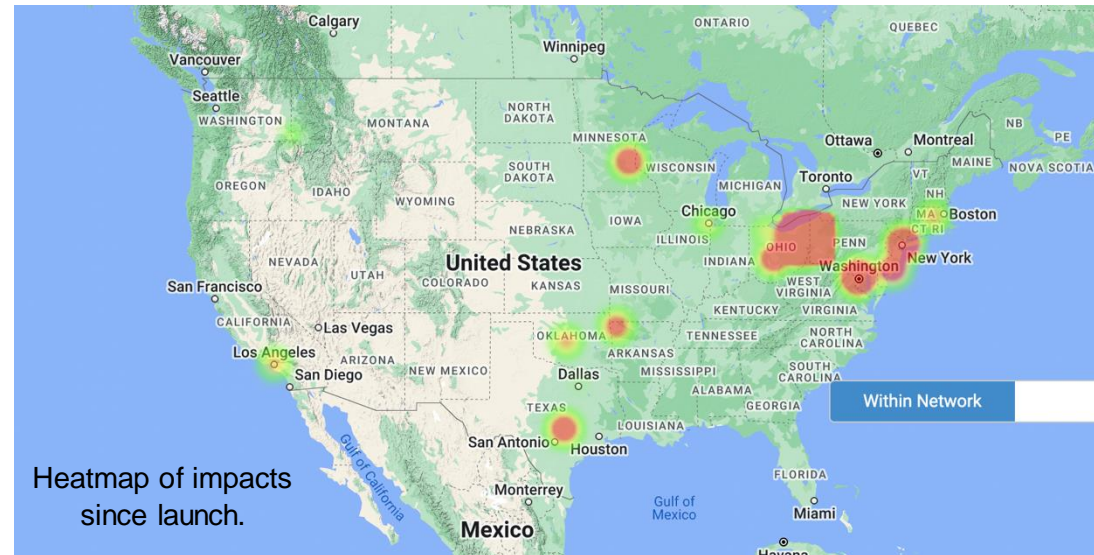 Calgary
ONTARIO
QUEBEC
Winnipeg
Vancouver
Seattle
WASHINGTON
MONTANA
NORTH
DAKOTA
MINNESOTA
Ottawa
Montreal
NB
PE
MAINE
NOVA SCOTIA
SOUTH
DAKOTA
WISCONSIN
Toronto
VT
NH
OREGON
IDAHO
WYOMING
MICHIGAN
NEW YORK
MA
Boston
CT
RI
IOWA
Chicago
NEBRASKA
ILLINOIS
INDIANA
OHIO
PENN
New York
NEVADA
UTAH
United States
COLORADO
KANSAS
MISSOURI
WEST
VIRGINIA
Washington
San Francisco
KENTUCKY
VIRGINIA
CALIFORNIA
Las Vegas
OKLAHOMA
ARKANSAS
TENNESSEE
NORTH
CAROLINA
Los Angeles
ARIZONA
NEW MEXICO
San Diego
Dallas
MISSISSIPPI
ALABAMA
SOUTH
CAROLINA
GEORGIA
Within Network
TEXAS
LOUISIANA
San Antonio
Houston
Gulf of
California
FLORIDA
Monterrey
Gulf of
Mexico
Miami
Mexico
Havana
Heatmap of impacts
since launch.